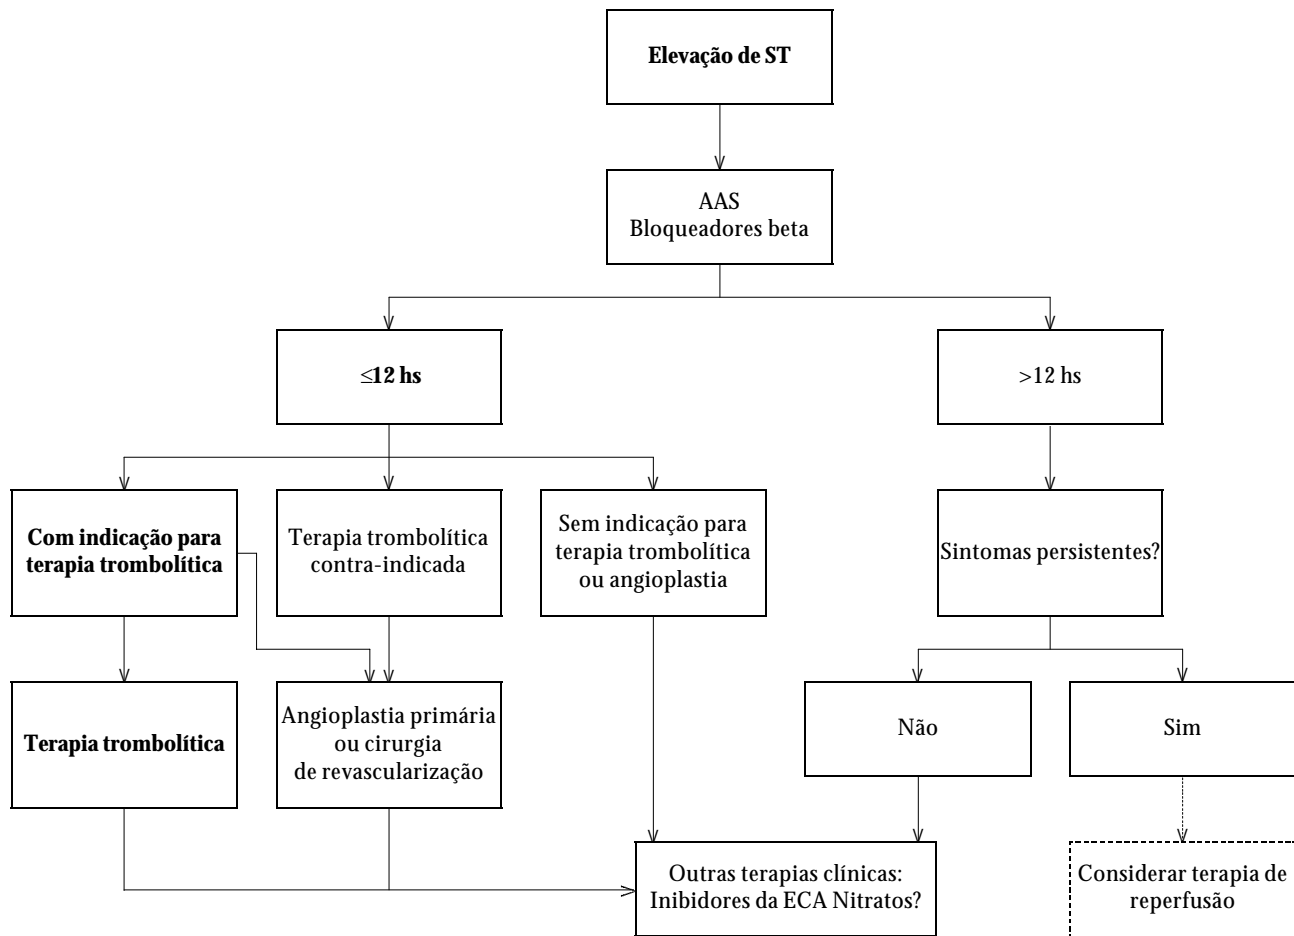 Elevação de ST
AAS
Bloqueadores beta
≤12 hs
>12 hs
Com indicação para
terapia trombolítica
Terapia trombolítica
contra-indicada
Sem indicação para
terapia trombolítica
ou angioplastia
Sintomas persistentes?
Terapia trombolítica
Angioplastia primária
ou cirurgia
de revascularização
Não
Sim
Outras terapias clínicas:
Inibidores da ECA Nitratos?
Considerar terapia de
reperfusão